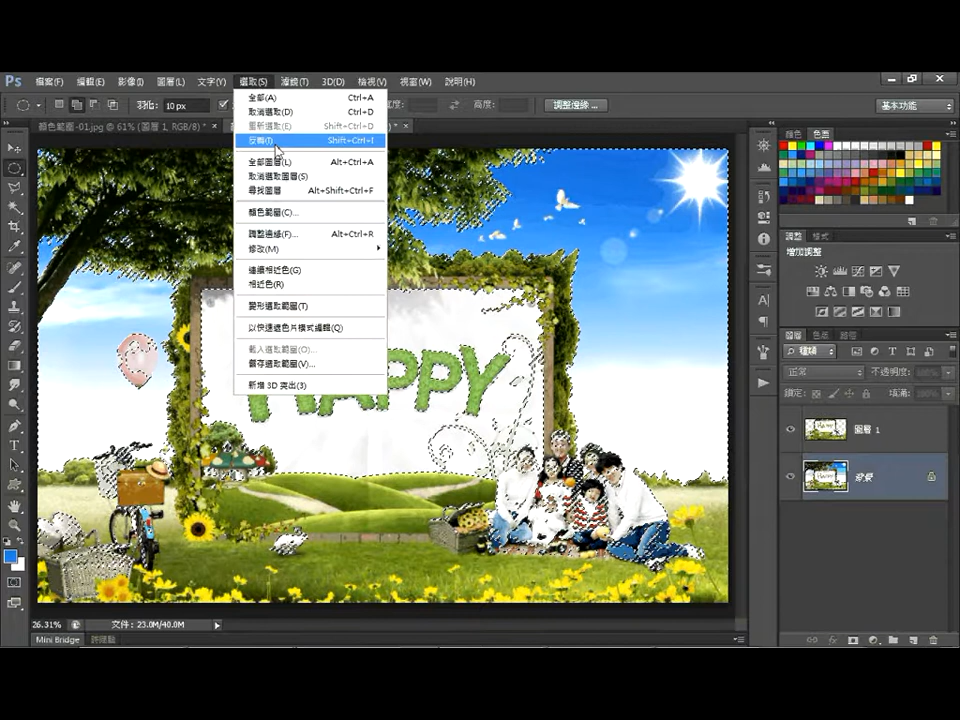 Ps 檔案(F) 編輯(E) 影像(I) 圖層(L) 文字(Y) 選取(S) 濾鏡(T) 3D(D) 檢視(V) 視窗(W) 說明(H)
羽化: 10 px 高度: 調整邊緣... 基本功能
顏色範圍-01.jpg @ 61% (圖層 1, RGB/8) * ×
全部(A) Ctrl+A
取消選取(D) Ctrl+D
重新選取(E) Shift+Ctrl+D
反轉(I) Shift+Ctrl+I
全部圖層(L) Alt+Ctrl+A
取消選取圖層(S)
尋找圖層 Alt+Shift+Ctrl+F
顏色範圍(C)...
調整邊緣(F)... Alt+Ctrl+R
修改(M)
連續相近色(G)
相近色(R)
變形選取範圍(T)
以快速遮色片模式編輯(Q)
載入選取範圍(O)...
儲存選取範圍(V)...
新增 3D 突出(3)
HAPPY
顏色 色票
調整 樣式
增加調整
圖層 色版 路徑
種類
正常 不透明度: 100%
鎖定: 填滿: 100%
圖層 1
背景
26.31% 文件: 23.0M/40.0M
Mini Bridge 時間軸